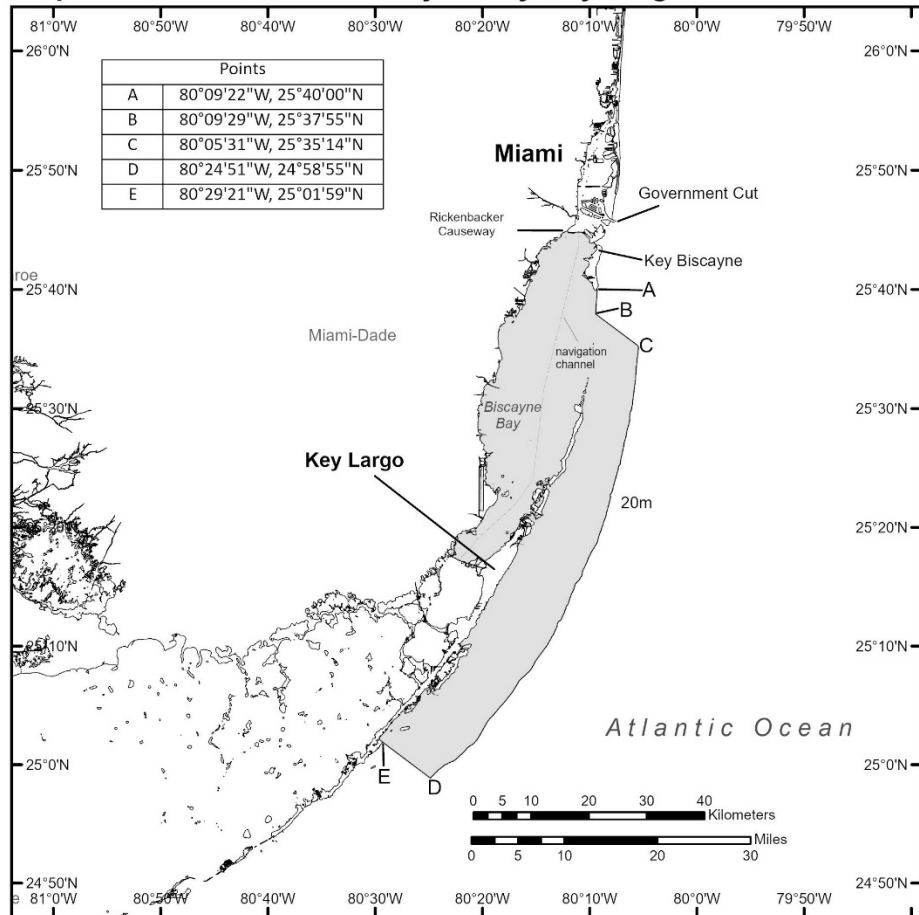 81°0'W 80°50'W 80°40'W 80°30'W 80°20'W 80°10'W 80°0'W 79°50'W
26°0'N 26°0'N
Points
A 80°09'22"W, 25°40'00"N
B 80°09'29"W, 25°37'55"N
C 80°05'31"W, 25°35'14"N
D 80°24'51"W, 24°58'55"N
E 80°29'21"W, 25°01'59"N
25°50'N 25°50'N
Miami
Government Cut
Rickenbacker
Causeway
Key Biscayne
roe
25°40'N A 25°40'N
B
Miami-Dade
C
navigation
channel
25°30'N 25°30'N
Biscayne
Bay
Key Largo
20m
25°20'N
25°10'N 25°10'N
Atlantic Ocean
25°0'N 25°0'N
E
D
0 5 10 20 30 40
Kilometers
Miles
0 5 10 20 30
24°50'N 24°50'N
e 81°0'W 80°50'W 80°40'W 80°30'W 80°20'W 80°10'W 80°0'W 79°50'W